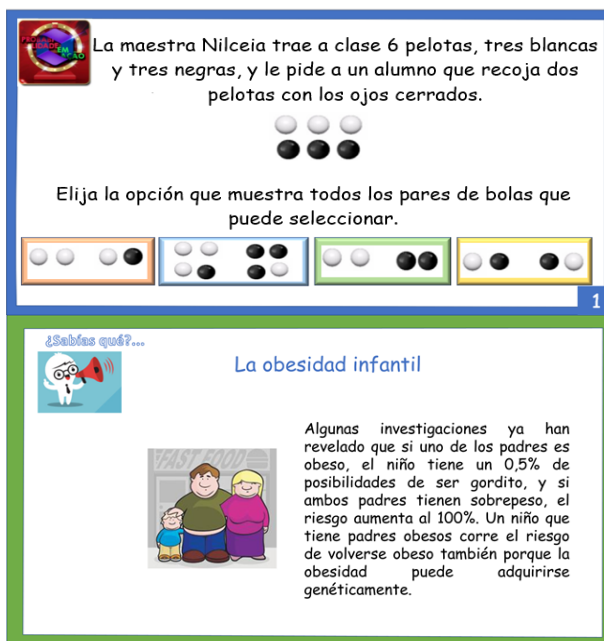 PROBABI
LIDADE EM
AÇÃO
La maestra Nilceia trae a clase 6 pelotas, tres blancas
y tres negras, y le pide a un alumno que recoja dos
pelotas con los ojos cerrados.
Elija la opción que muestra todos los pares de bolas que
puede seleccionar.
1
¿Sabías qué?...
La obesidad infantil
FAST FOOD
Algunas investigaciones ya han
revelado que si uno de los padres es
obeso, el niño tiene un 0,5% de
posibilidades de ser gordito, y si
ambos padres tienen sobrepeso, el
riesgo aumenta al 100%. Un niño que
tiene padres obesos corre el riesgo
de volverse obeso también porque la
obesidad puede adquirirse
genéticamente.